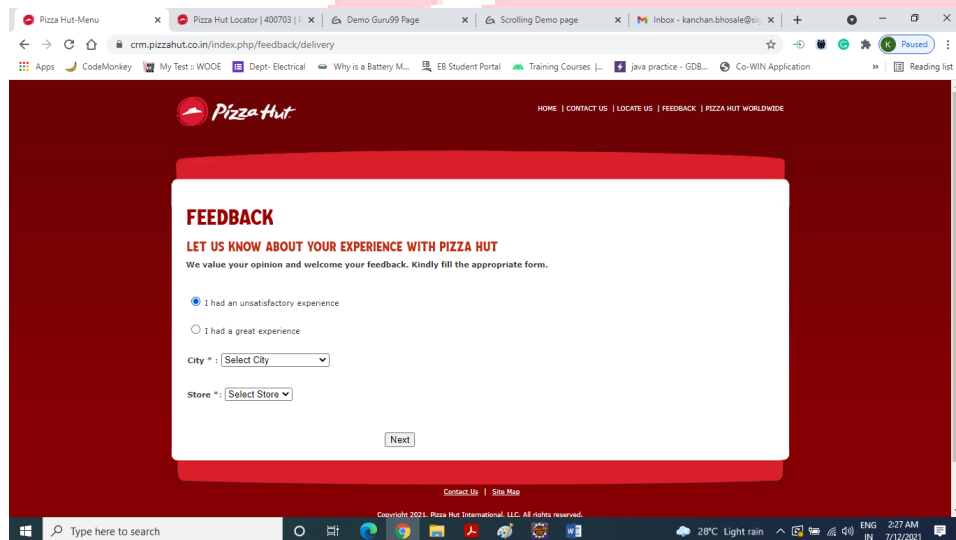 Pizza Hut-Menu
Pizza Hut Locator | 400703 |
Demo Guru99 Page
Scrolling Demo page
Inbox - kanchan.bhosale@sig
crm.pizzahut.co.in/index.php/feedback/delivery
K Paused
Apps CodeMonkey My Test :: WOOE Dept- Electrical Why is a Battery M... EB Student Portal Training Courses |... java practice - GDB... Co-WIN Application » Reading list
Pizza Hut
HOME | CONTACT US | LOCATE US | FEEDBACK | PIZZA HUT WORLDWIDE
FEEDBACK
LET US KNOW ABOUT YOUR EXPERIENCE WITH PIZZA HUT
We value your opinion and welcome your feedback. Kindly fill the appropriate form.
I had an unsatisfactory experience
I had a great experience
City * : Select City
Store *: Select Store
Next
Contact Us | Site Map
Copyright 2021. Pizza Hut International. LLC. All rights reserved.
Type here to search
28°C Light rain
ENG
IN
2:27 AM
7/12/2021